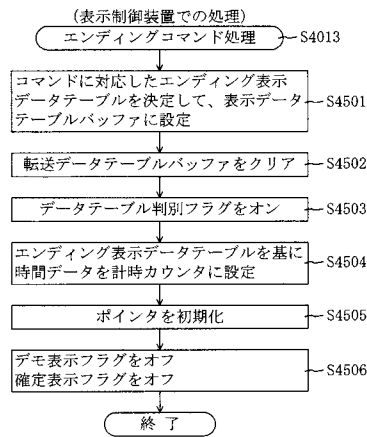 (表示制御装置での処理)
エンディングコマンド処理 S4013
コマンドに対応したエンディング表示
データテーブルを決定して、表示データ
テーブルバッファに設定 S4501
転送データテーブルバッファをクリア S4502
データテーブル判別フラグをオン S4503
エンディング表示データテーブルを基に
時間データを計時カウンタに設定 S4504
ポインタを初期化 S4505
デモ表示フラグをオフ
確定表示フラグをオフ S4506
終了